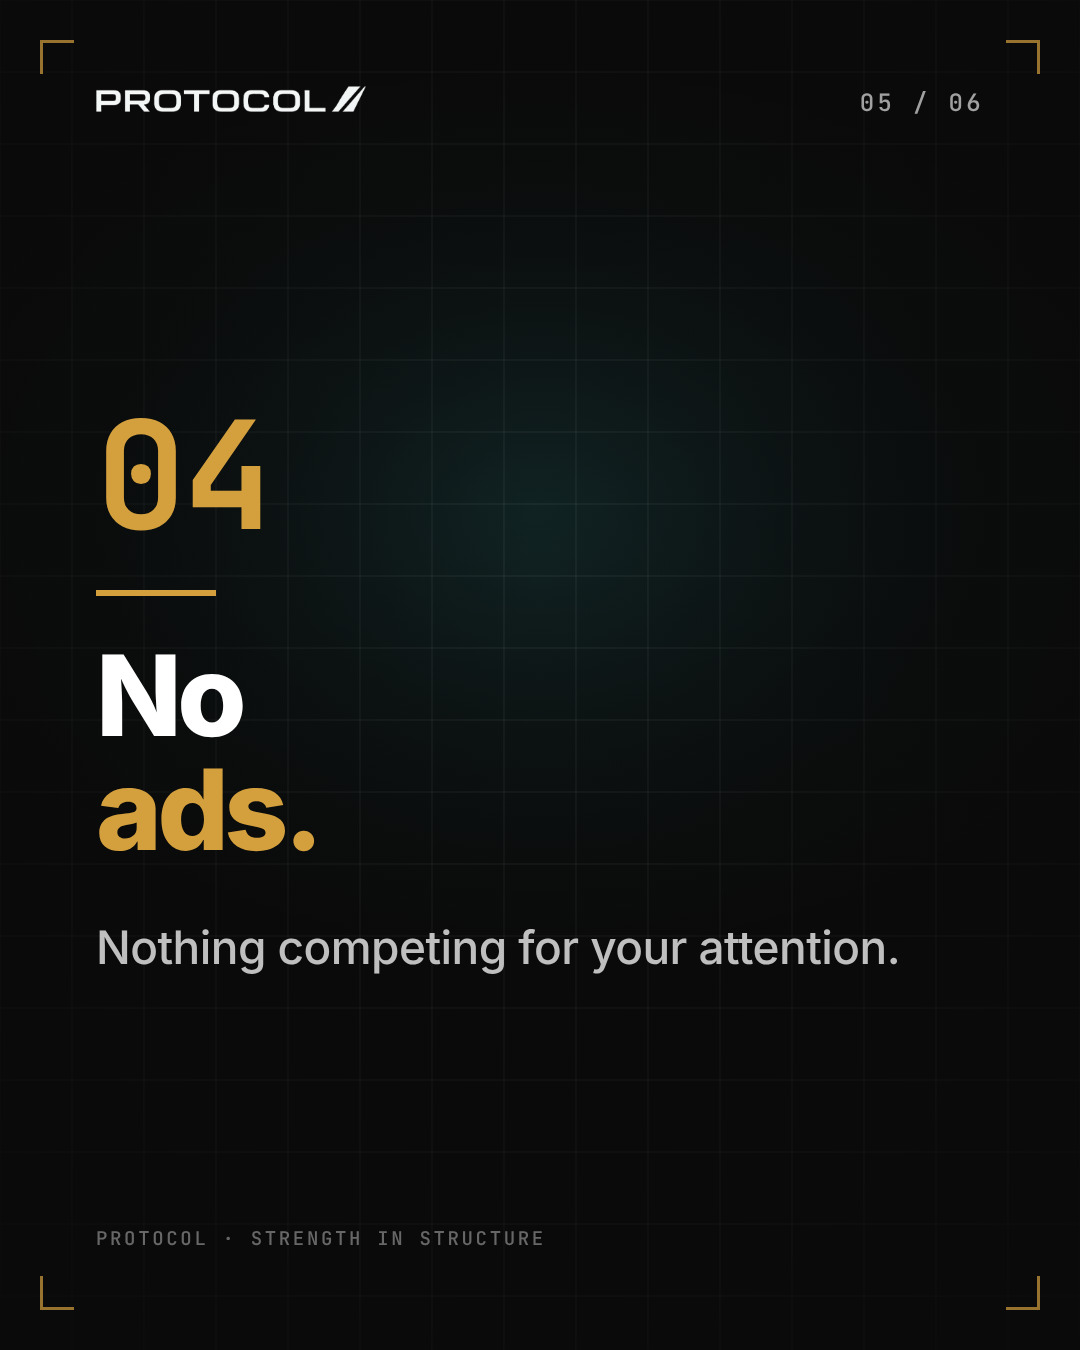 PROTOCOL
05 / 06
04
No
ads.
Nothing competing for your attention.
PROTOCOL · STRENGTH IN STRUCTURE